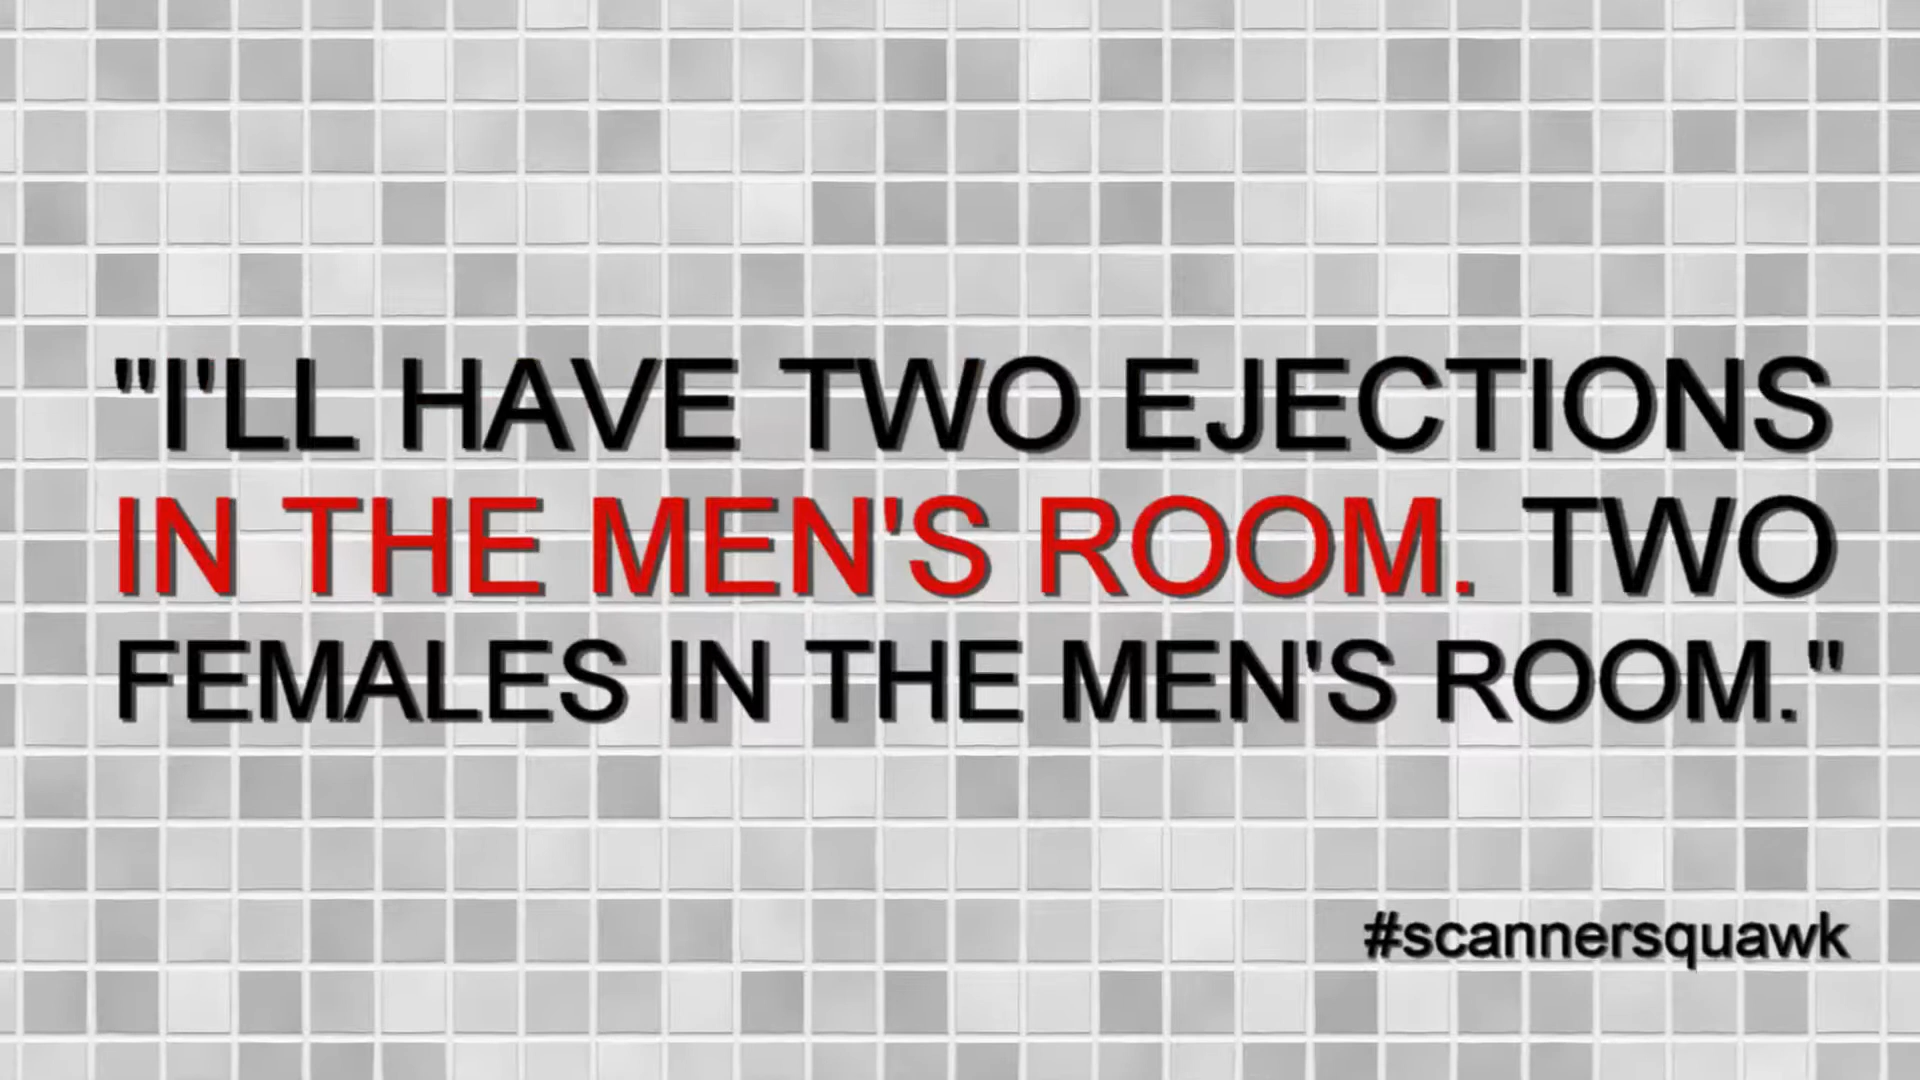 "I'LL HAVE TWO EJECTIONS
IN THE MEN'S ROOM. TWO
FEMALES IN THE MEN'S ROOM."
#scannersquawk